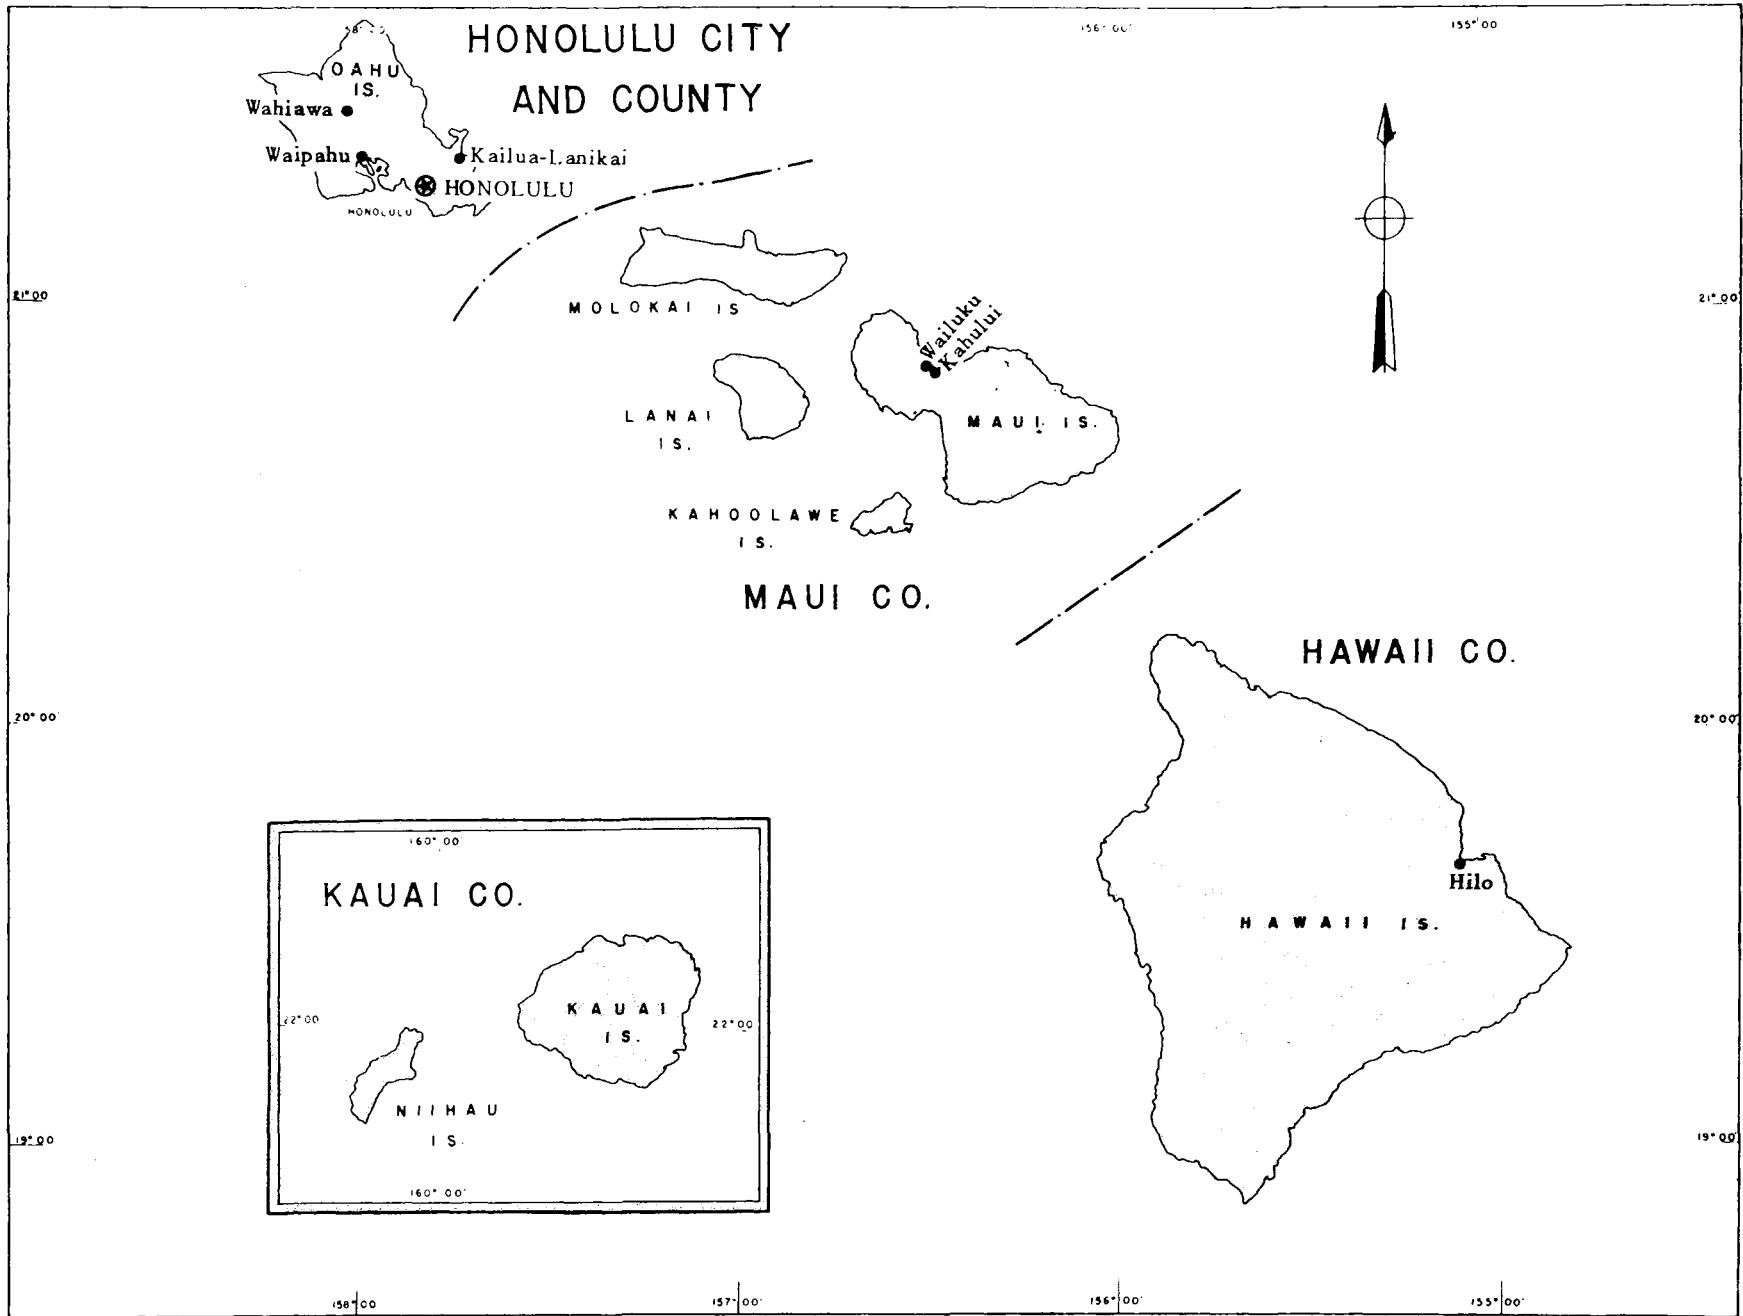 HONOLULU CITY
AND COUNTY
156° 00'
155° 00
OAHU
IS.
Wahiawa
Waipahu
Kailua-Lanikai
HONOLULU
HONOLULU
21° 00
21° 00'
MOLOKAI IS
Wailuku
Kahului
LANAI
IS.
MAUI IS.
KAHOOLAWE
IS.
MAUI CO.
HAWAII CO.
20° 00'
20° 00'
160° 00
KAUAI CO.
Hilo
HAWAII IS.
KAUAI
IS.
22° 00
22° 00
NIIHAU
IS.
19° 00
19° 00'
160° 00'
158° 00
157° 00'
156° 00'
155° 00'